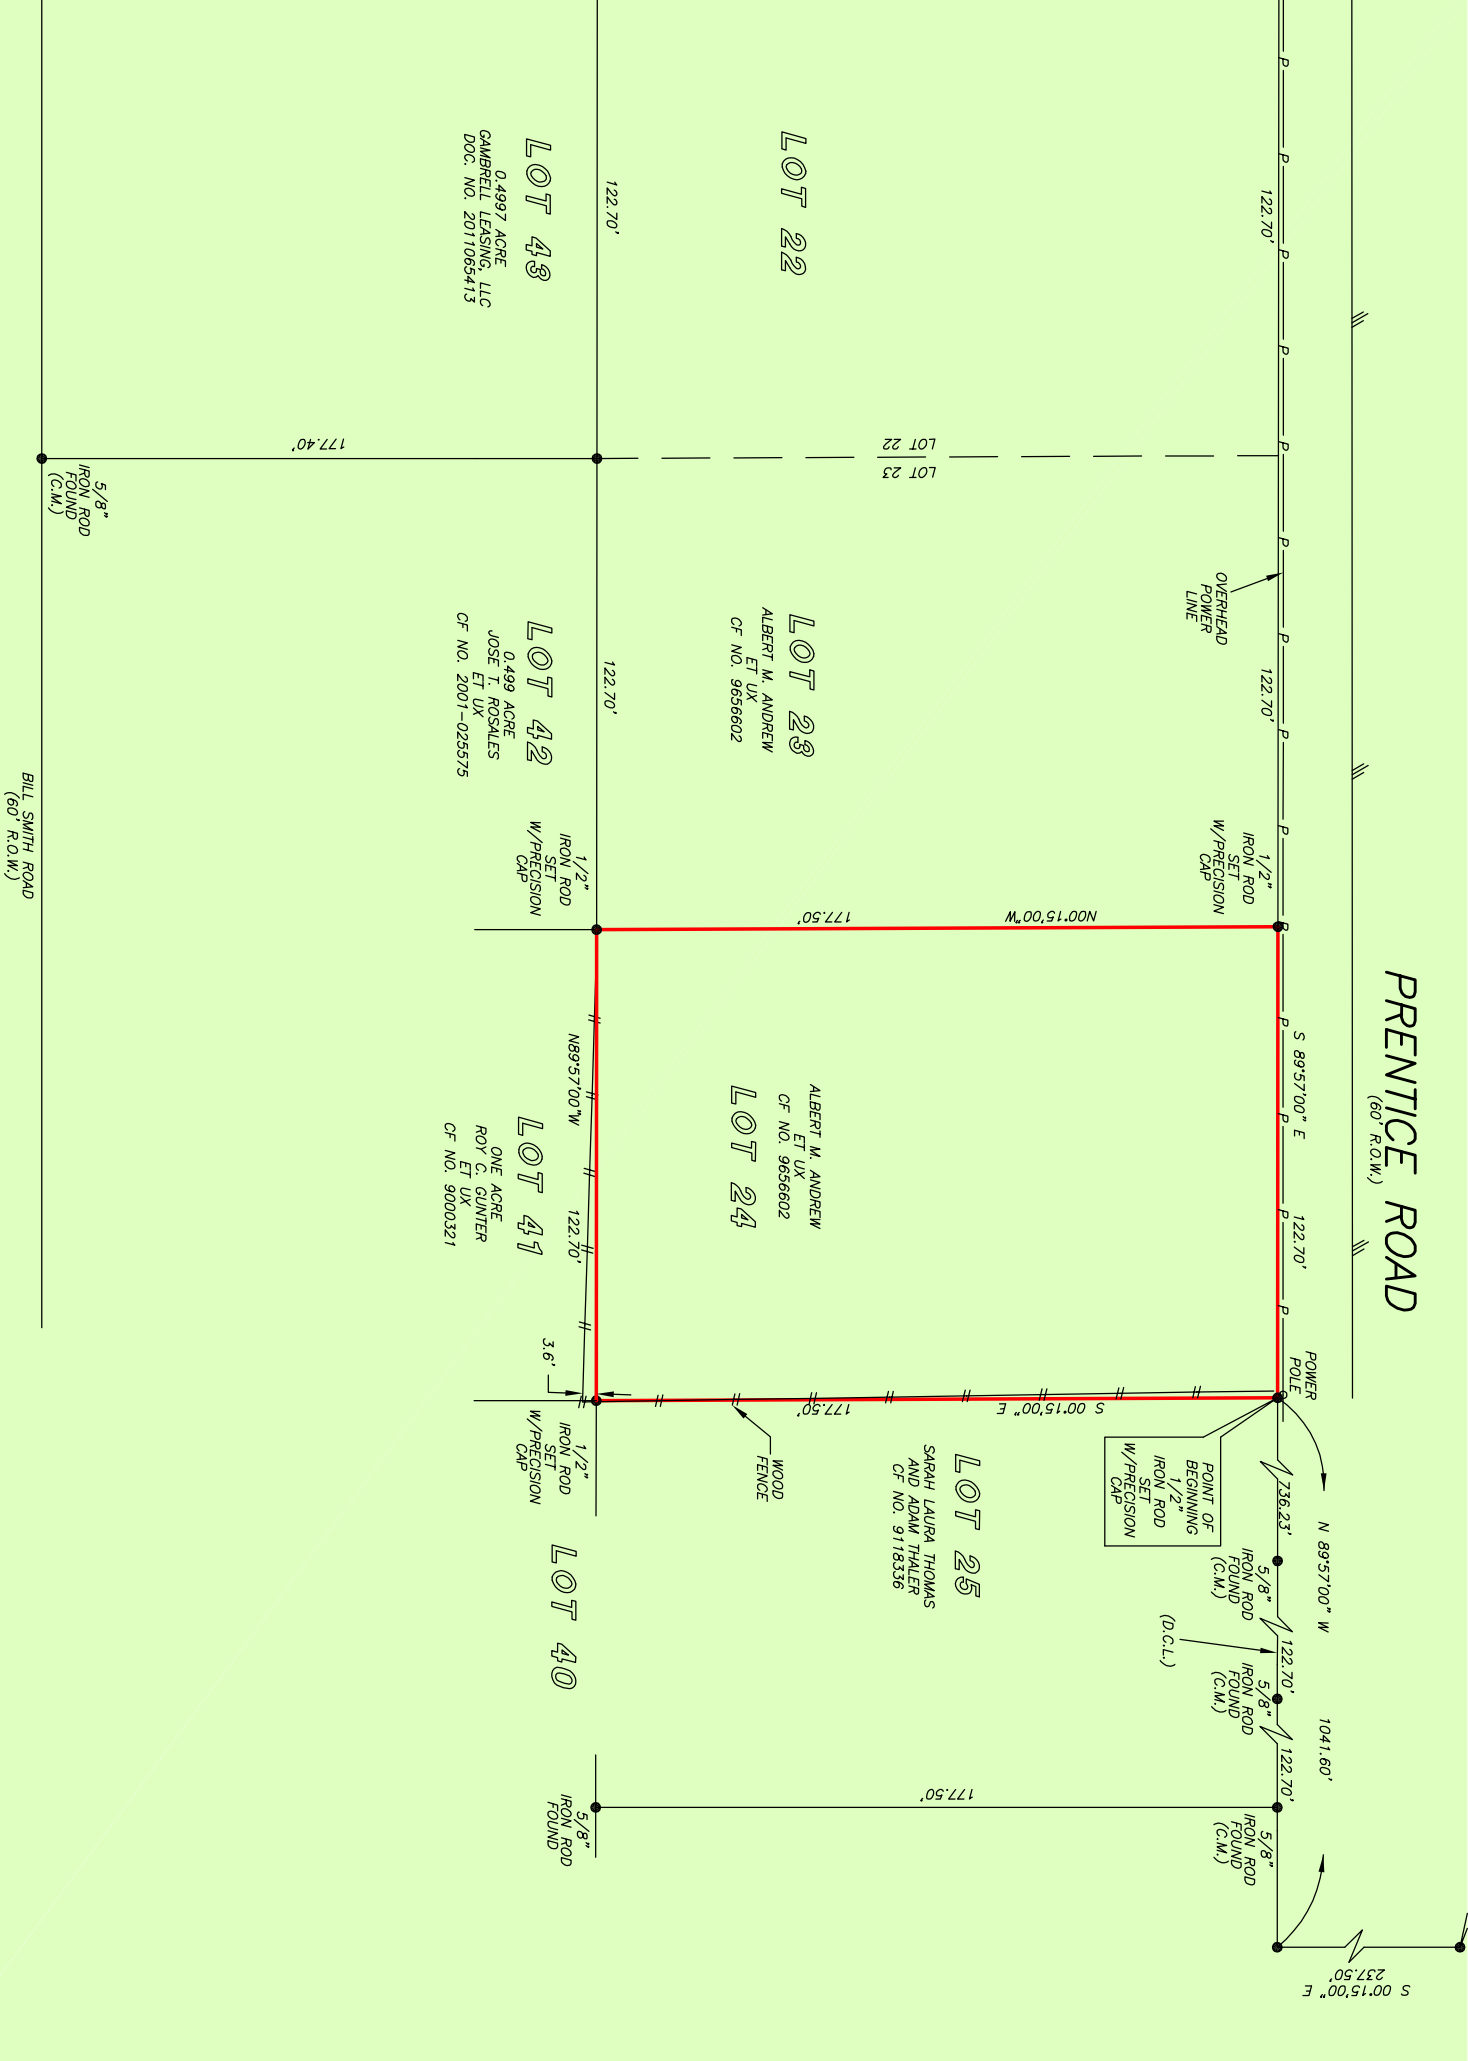 PRENTICE ROAD
(60' R.O.W.)
P P P P P P P P P P P P P P
122.70'
122.70'
S 89°57'00" E
122.70'
OVERHEAD
POWER
LINE
1/2"
IRON ROD
SET
W/PRECISION
CAP
POWER
POLE
POINT OF
BEGINNING
1/2"
IRON ROD
SET
W/PRECISION
CAP
N 89°57'00" W
1041.60'
736.23'
5/8"
IRON ROD
FOUND
(C.M.)
122.70'
(D.C.L.)
5/8"
IRON ROD
FOUND
(C.M.)
122.70'
5/8"
IRON ROD
FOUND
(C.M.)
S 00°15'00" E
237.50'
LOT 22
LOT 22
LOT 23
LOT 23
ALBERT M. ANDREW
ET UX
CF NO. 9656602
N00°15'00"W
177.50'
ALBERT M. ANDREW
ET UX
CF NO. 9656602
LOT 24
S 00°15'00" E
177.50'
WOOD
FENCE
LOT 25
SARAH LAURA THOMAS
AND ADAM THALER
CF NO. 9118336
177.50'
122.70'
122.70'
1/2"
IRON ROD
SET
W/PRECISION
CAP
N89°57'00"W
122.70'
3.6'
1/2"
IRON ROD
SET
W/PRECISION
CAP
5/8"
IRON ROD
FOUND
LOT 43
0.4997 ACRE
GAMBRELL LEASING, LLC
DOC. NO. 2011065413
177.40'
LOT 42
0.499 ACRE
JOSE T. ROSALES
ET UX
CF NO. 2001-025575
LOT 41
ONE ACRE
ROY C. GUNTER
ET UX
CF NO. 9000321
LOT 40
5/8"
IRON ROD
FOUND
(C.M.)
BILL SMITH ROAD
(60' R.O.W.)